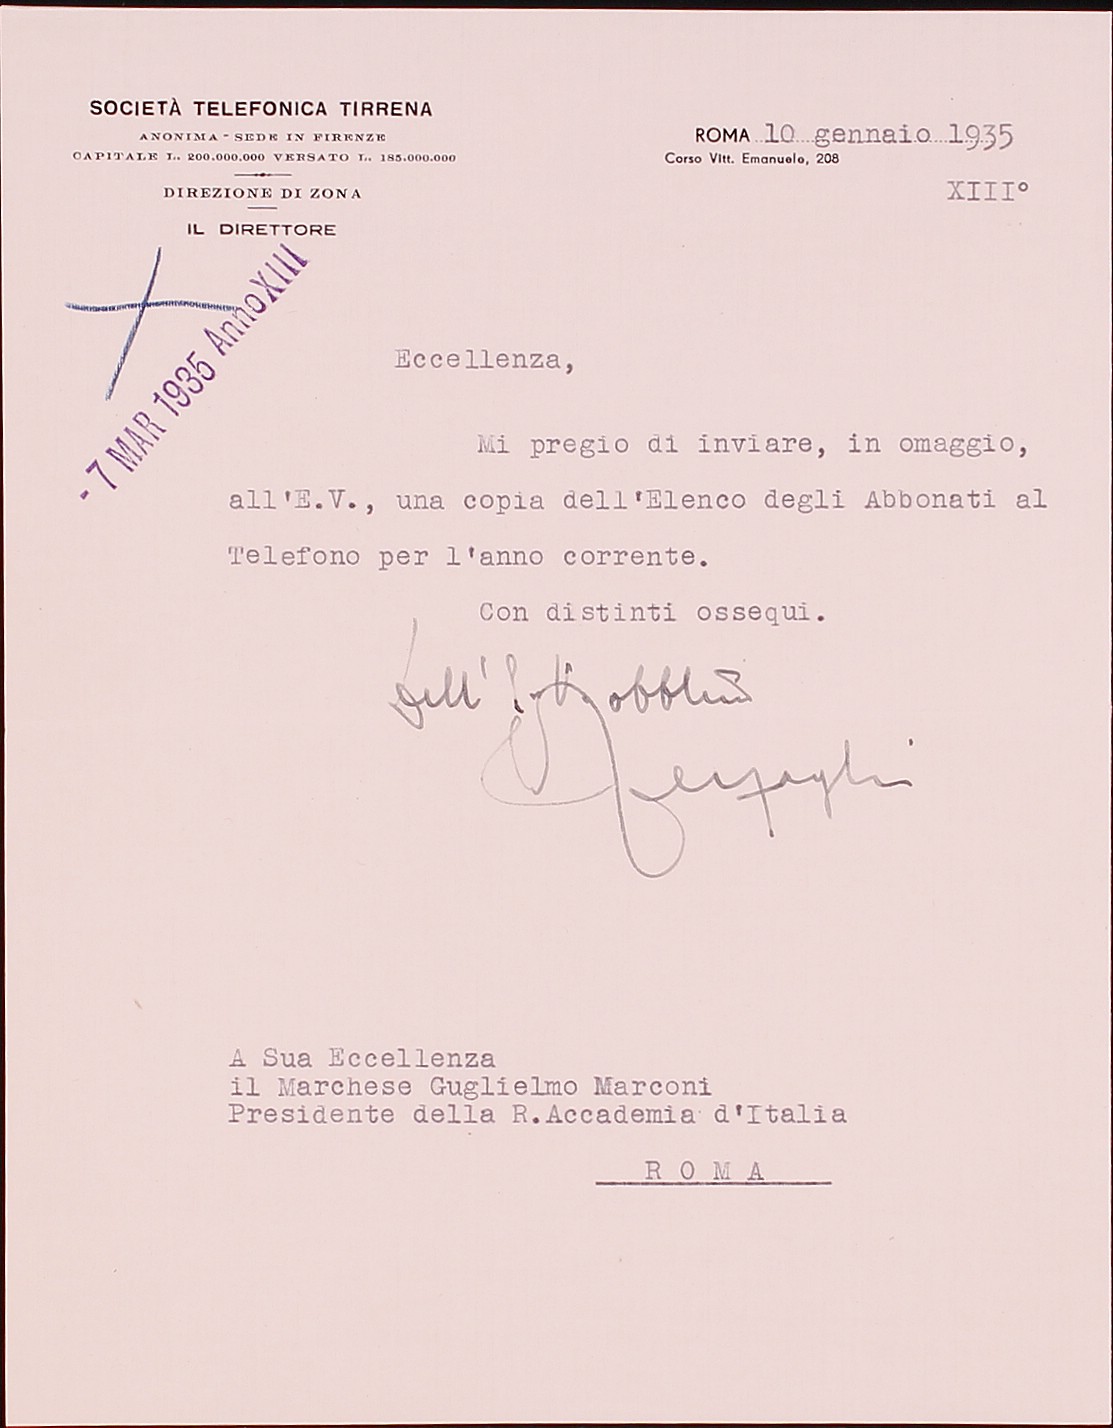 SOCIETÀ TELEFONICA TIRRENA
ANONIMA - SEDE IN FIRENZE
CAPITALE L. 200.000.000 VERSATO L. 185.000.000
DIREZIONE DI ZONA
IL DIRETTORE
ROMA 10 gennaio 1935
Corso Vitt. Emanuele, 208
XIII°
- 7 MAR 1935 Anno XIII
Eccellenza,
Mi pregio di inviare, in omaggio,
all'E.V., una copia dell'Elenco degli Abbonati al
Telefono per l'anno corrente.
Con distinti ossequi.
Dell'
A Sua Eccellenza
il Marchese Guglielmo Marconi
Presidente della R.Accademia d'Italia
R O M A